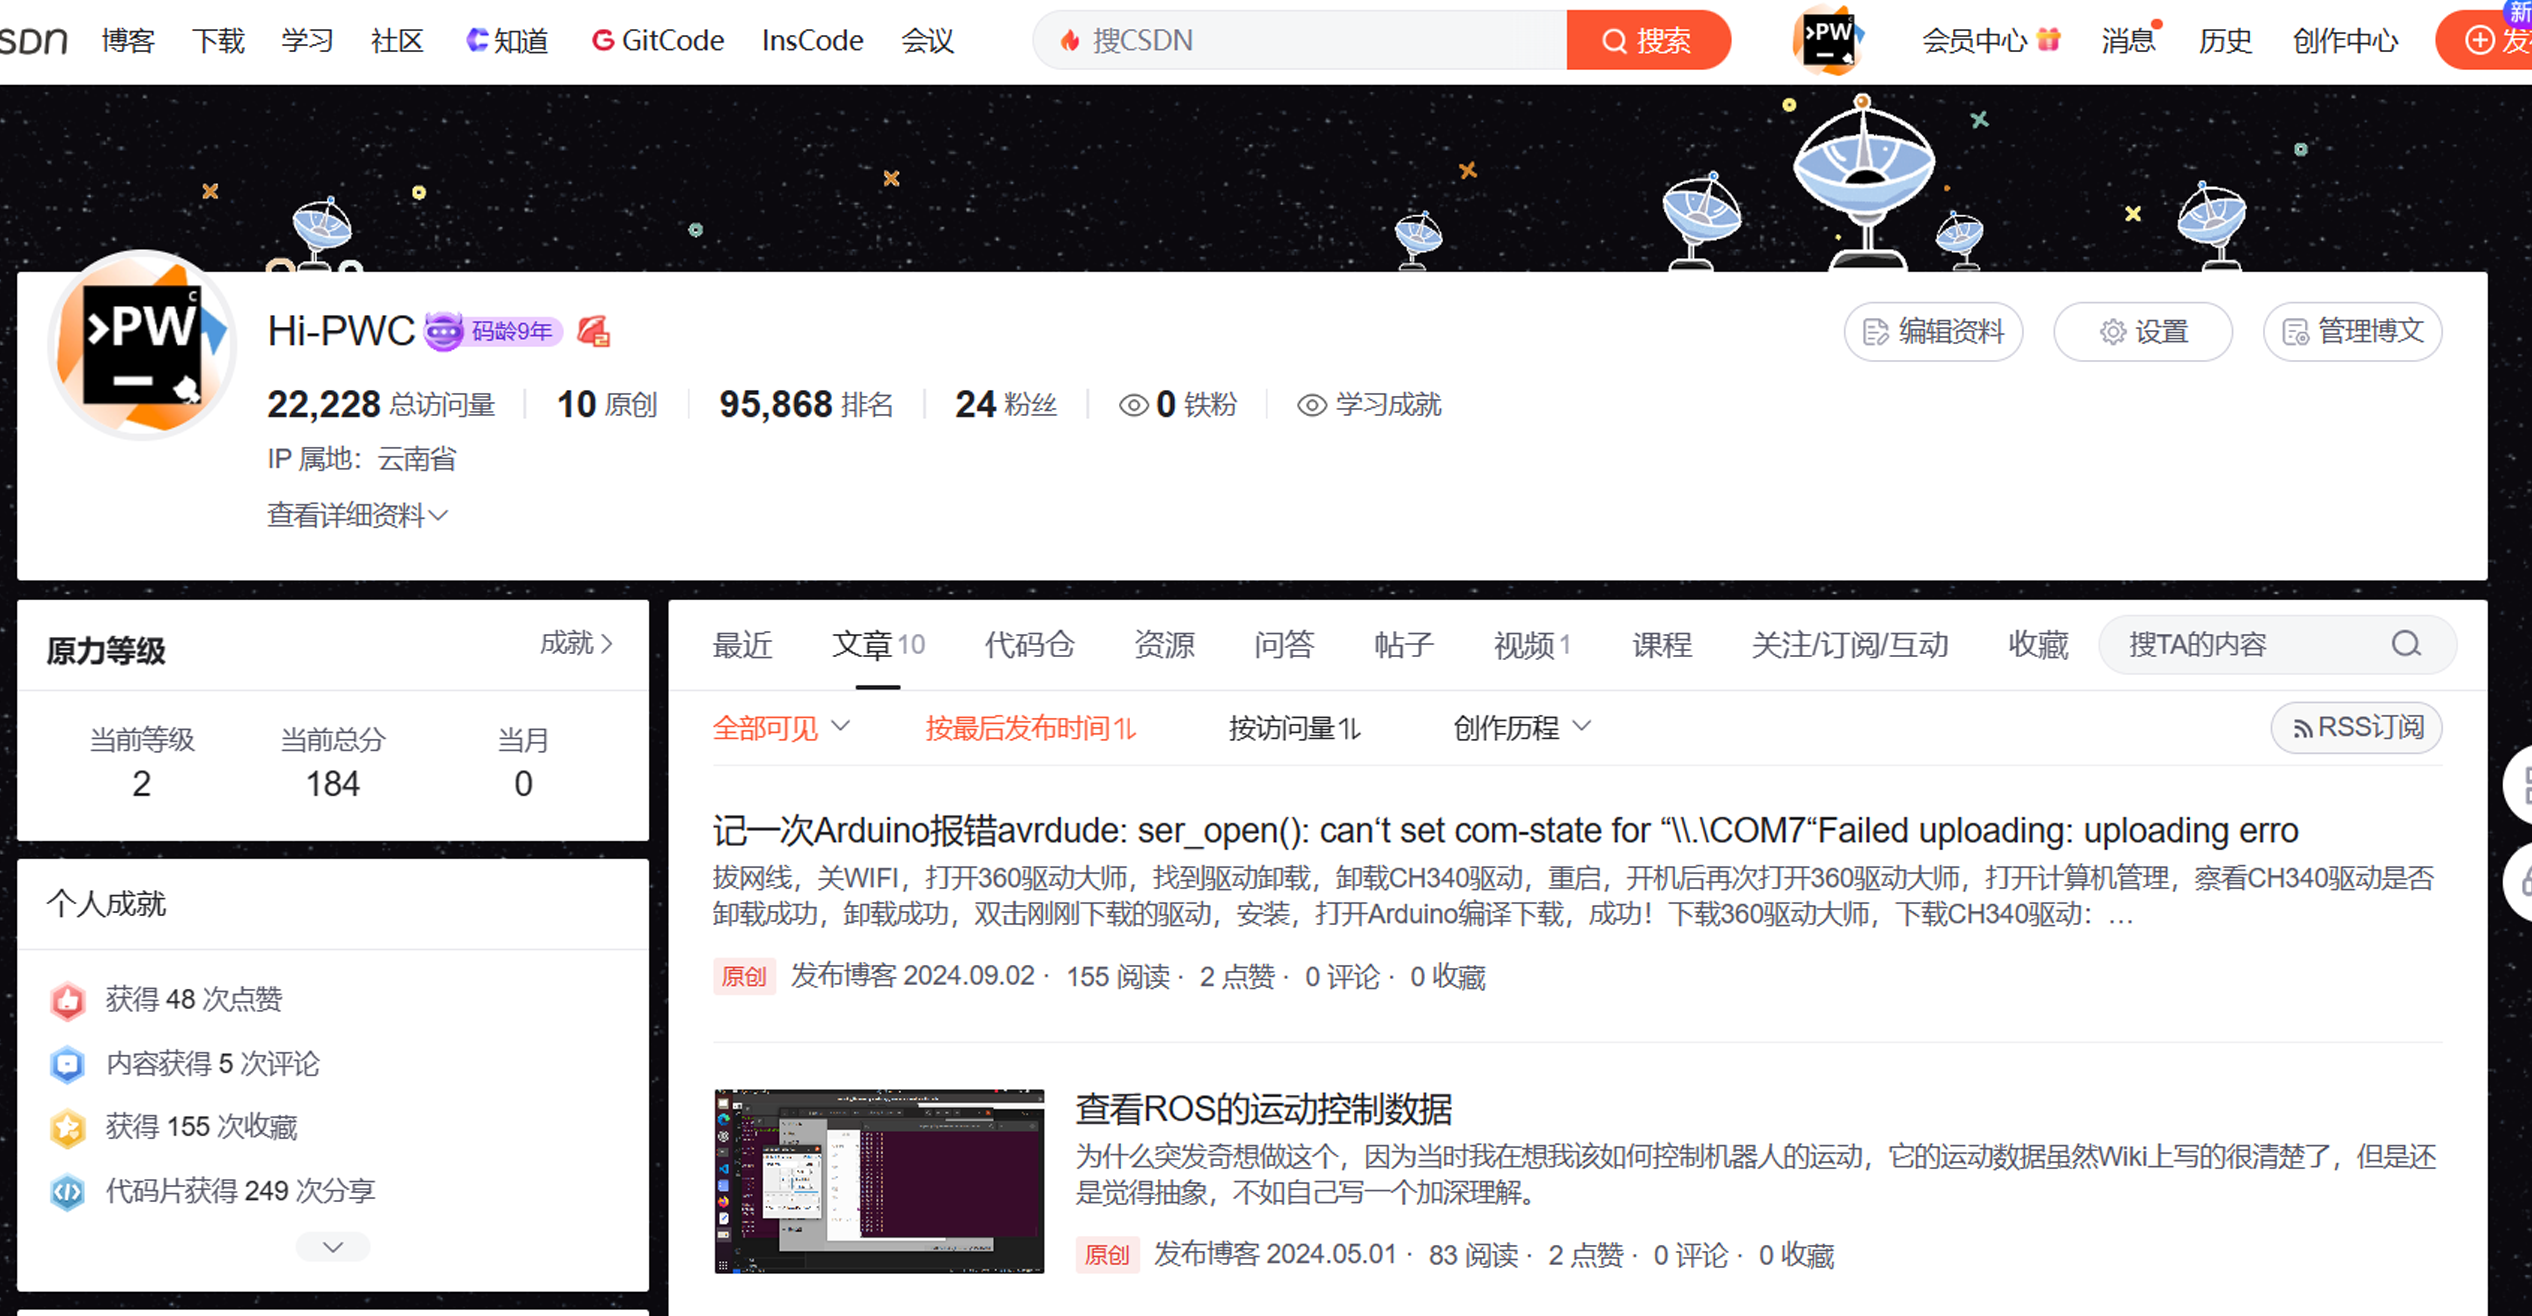 SDN 博客 下载 学习 社区 知道 GitCode InsCode 会议 搜CSDN 搜索 会员中心 消息 历史 创作中心
新
>PW
C
Hi-PWC 码龄9年
编辑资料 设置 管理博文
22,228 总访问量 10 原创 95,868 排名 24 粉丝 0 铁粉 学习成就
IP 属地：云南省
查看详细资料
原力等级 成就
当前等级 当前总分 当月
2 184 0
个人成就
获得 48 次点赞
内容获得 5 次评论
获得 155 次收藏
代码片获得 249 次分享
最近 文章10 代码仓 资源 问答 帖子 视频1 课程 关注/订阅/互动 收藏 搜TA的内容
全部可见 按最后发布时间 按访问量 创作历程 RSS订阅
记一次Arduino报错avrdude: ser_open(): can‘t set com-state for “\\.\COM7“Failed uploading: uploading erro
拔网线，关WIFI，打开360驱动大师，找到驱动卸载，卸载CH340驱动，重启，开机后再次打开360驱动大师，打开计算机管理，察看CH340驱动是否
卸载成功，卸载成功，双击刚刚下载的驱动，安装，打开Arduino编译下载，成功！下载360驱动大师，下载CH340驱动：…
原创 发布博客 2024.09.02 · 155 阅读 · 2 点赞 · 0 评论 · 0 收藏
查看ROS的运动控制数据
为什么突发奇想做这个，因为当时我在想我该如何控制机器人的运动，它的运动数据虽然Wiki上写的很清楚了，但是还
是觉得抽象，不如自己写一个加深理解。
原创 发布博客 2024.05.01 · 83 阅读 · 2 点赞 · 0 评论 · 0 收藏